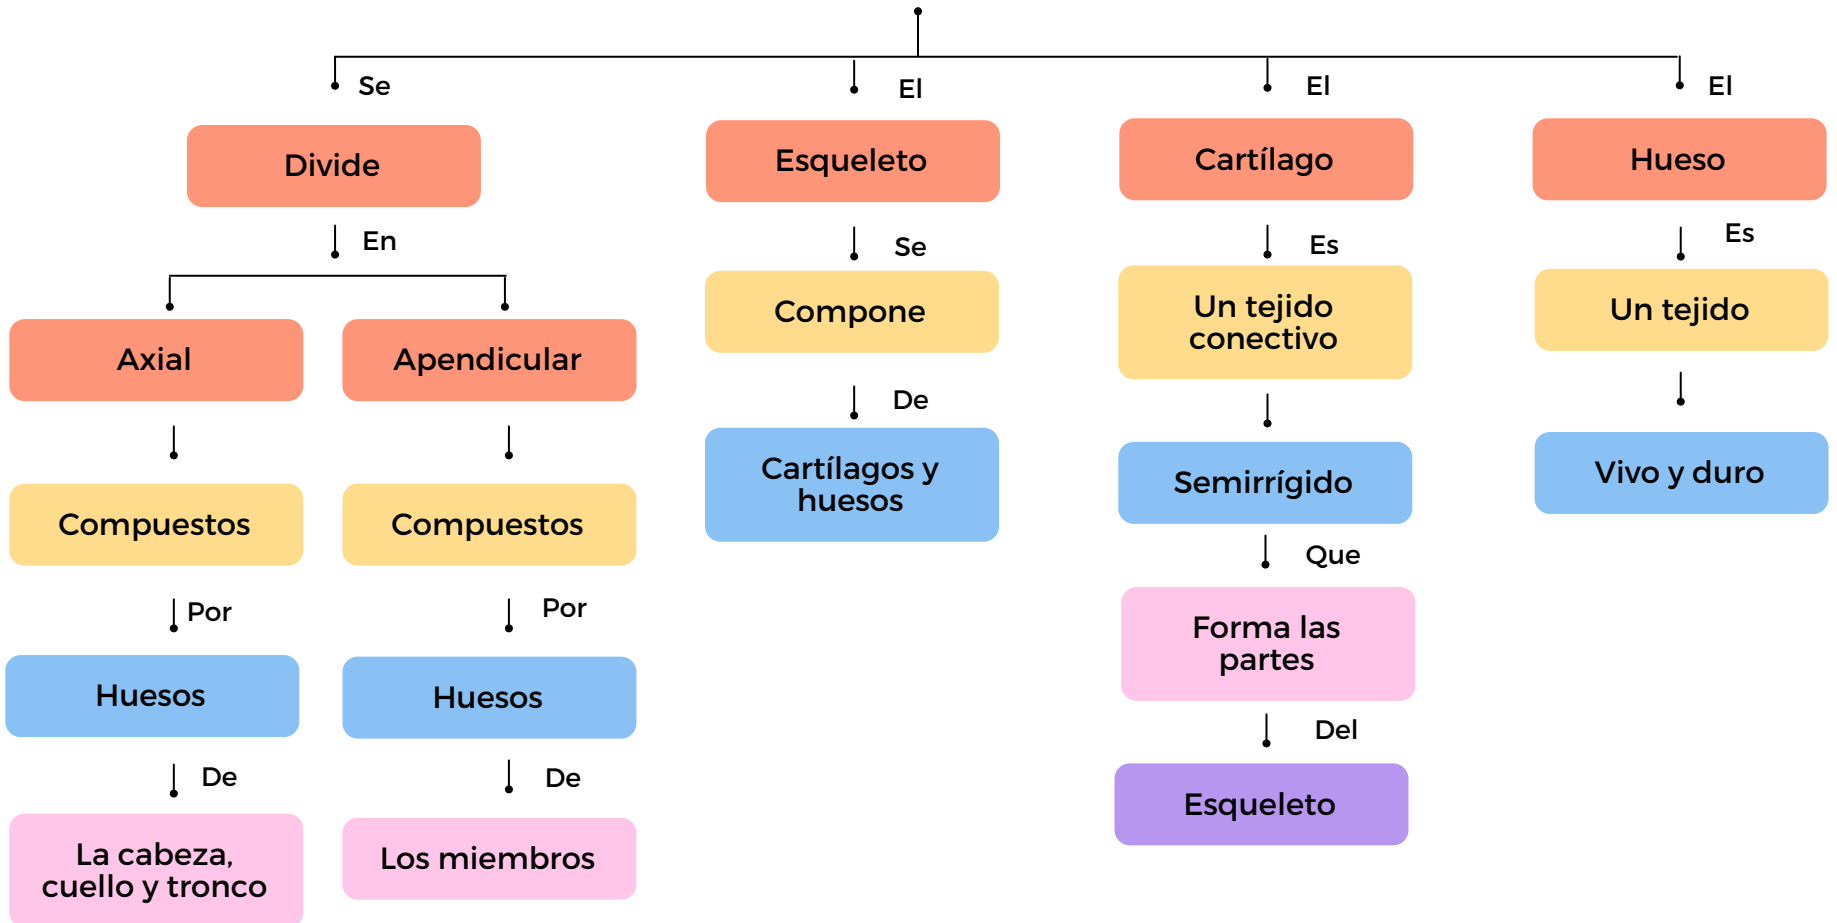 Se
Divide
En
Axial
Compuestos
Por
Huesos
De
La cabeza,
cuello y tronco
Apendicular
Compuestos
Por
Huesos
De
Los miembros
El
Esqueleto
Se
Compone
De
Cartílagos y
huesos
El
Cartílago
Es
Un tejido
conectivo
Semirrígido
Que
Forma las
partes
Del
Esqueleto
El
Hueso
Es
Un tejido
Vivo y duro